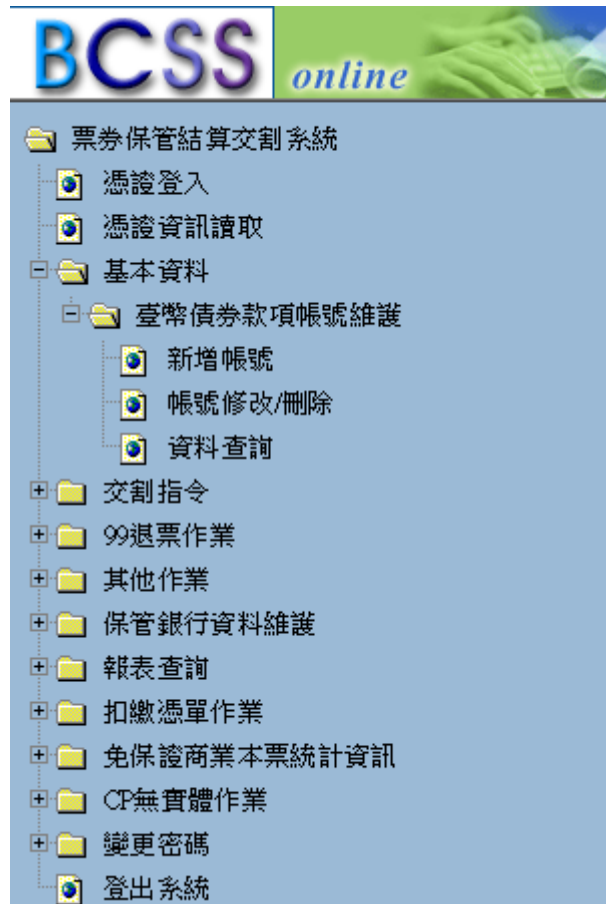 BCSS online
票券保管結算交割系統
憑證登入
憑證資訊讀取
基本資料
臺幣債券款項帳號維護
新增帳號
帳號修改/刪除
資料查詢
交割指令
99退票作業
其他作業
保管銀行資料維護
報表查詢
扣繳憑單作業
免保證商業本票統計資訊
CP無實體作業
變更密碼
登出系統